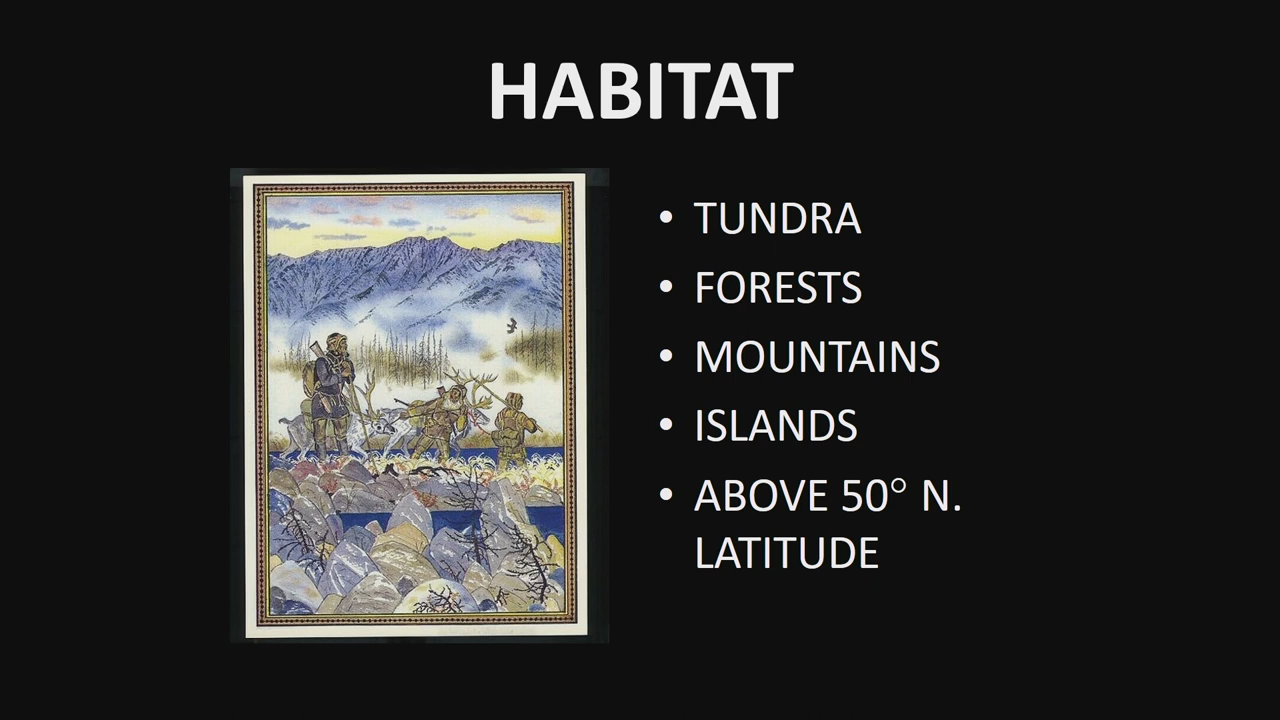 HABITAT
• TUNDRA
• FORESTS
• MOUNTAINS
• ISLANDS
• ABOVE 50° N.
LATITUDE